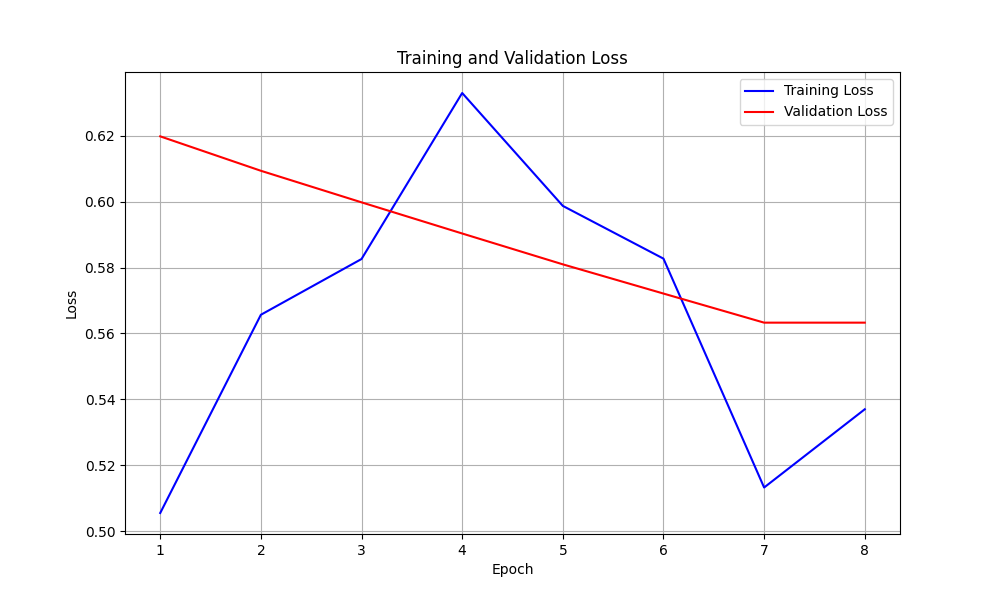 Training and Validation Loss
Training Loss
Validation Loss
Loss
0.62
0.60
0.58
0.56
0.54
0.52
0.50
1 2 3 4 5 6 7 8
Epoch